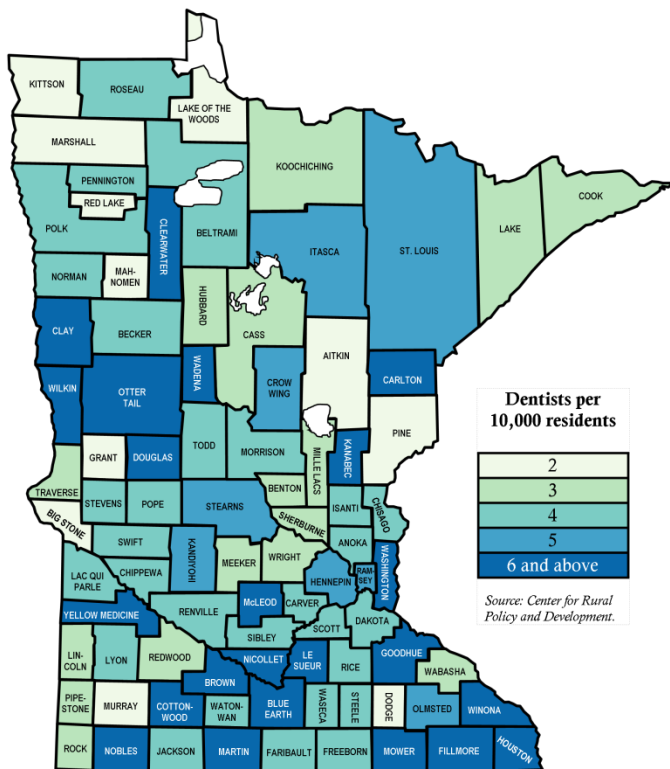 KITTSON
ROSEAU
LAKE OF THE
WOODS
MARSHALL
KOOCHICHING
PENNINGTON
RED LAKE
POLK
CLEARWATER
BELTRAMI
ITASCA
ST. LOUIS
LAKE
COOK
NORMAN
MAH-
NOMEN
HUBBARD
CASS
CLAY
BECKER
AITKIN
WADENA
CROW
WING
CARLTON
WILKIN
OTTER
TAIL
PINE
Dentists per
10,000 residents
2
3
4
5
6 and above
Source: Center for Rural
Policy and Development.
GRANT
DOUGLAS
TODD
MORRISON
MILLE LACS
KANABEC
TRAVERSE
STEVENS
POPE
STEARNS
BENTON
ISANTI
CHISAGO
BIG STONE
SWIFT
KANDIYOHI
SHERBURNE
ANOKA
LAC QUI
PARLE
CHIPPEWA
MEEKER
WRIGHT
HENNEPIN
RAM-
SEY
WASHINGTON
YELLOW MEDICINE
RENVILLE
McLEOD
CARVER
SCOTT
DAKOTA
SIBLEY
LIN-
COLN
LYON
REDWOOD
NICOLLET
LE
SUEUR
RICE
GOODHUE
WABASHA
BROWN
PIPE-
STONE
MURRAY
COTTON-
WOOD
WATON-
WAN
BLUE
EARTH
WASECA
STEELE
DODGE
OLMSTED
WINONA
ROCK
NOBLES
JACKSON
MARTIN
FARIBAULT
FREEBORN
MOWER
FILLMORE
HOUSTON